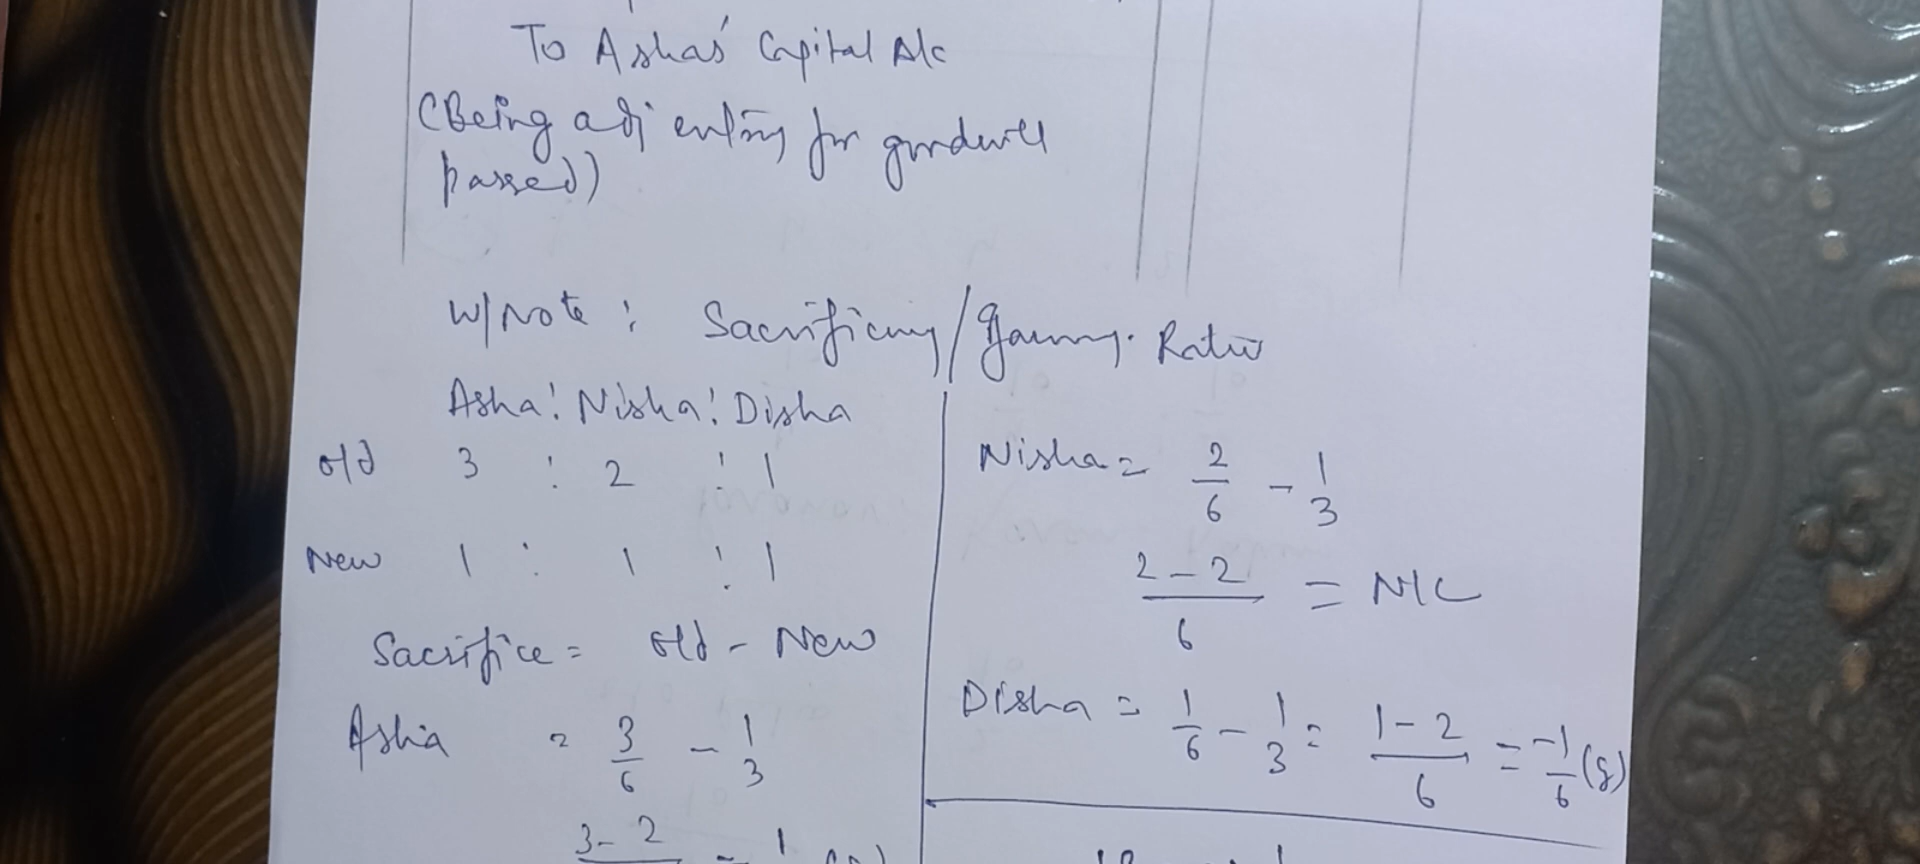 To Asha's Capital A/c
(Being adj entry for goodwill
passed)
W/Note : Sacrificing/Gaining Ratio
Asha : Nisha : Disha
old 3 : 2 : 1
New 1 : 1 : 1
Sacrifice = old - New
Asha = 3/6 - 1/3
3-2
Nisha = 2/6 - 1/3
2-2/6 = N/C
Disha = 1/6 - 1/3 = 1-2/6 = -1/6 (g)